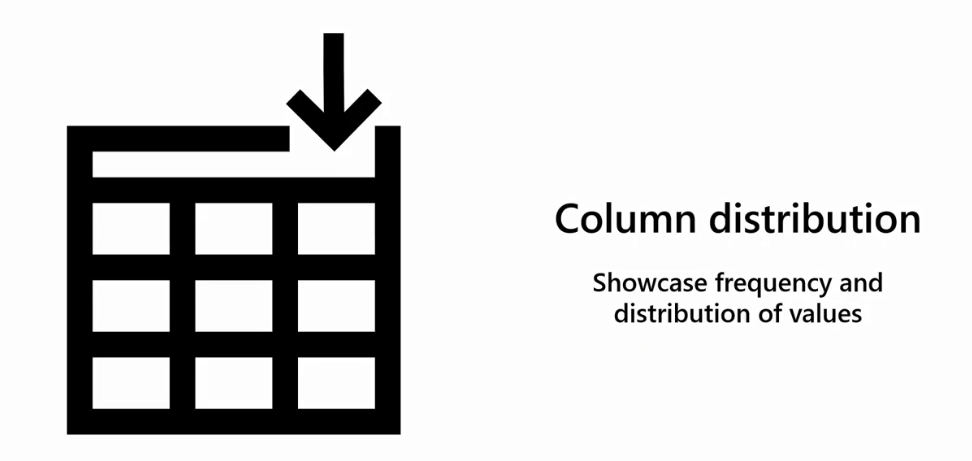 Column distribution
Showcase frequency and
distribution of values